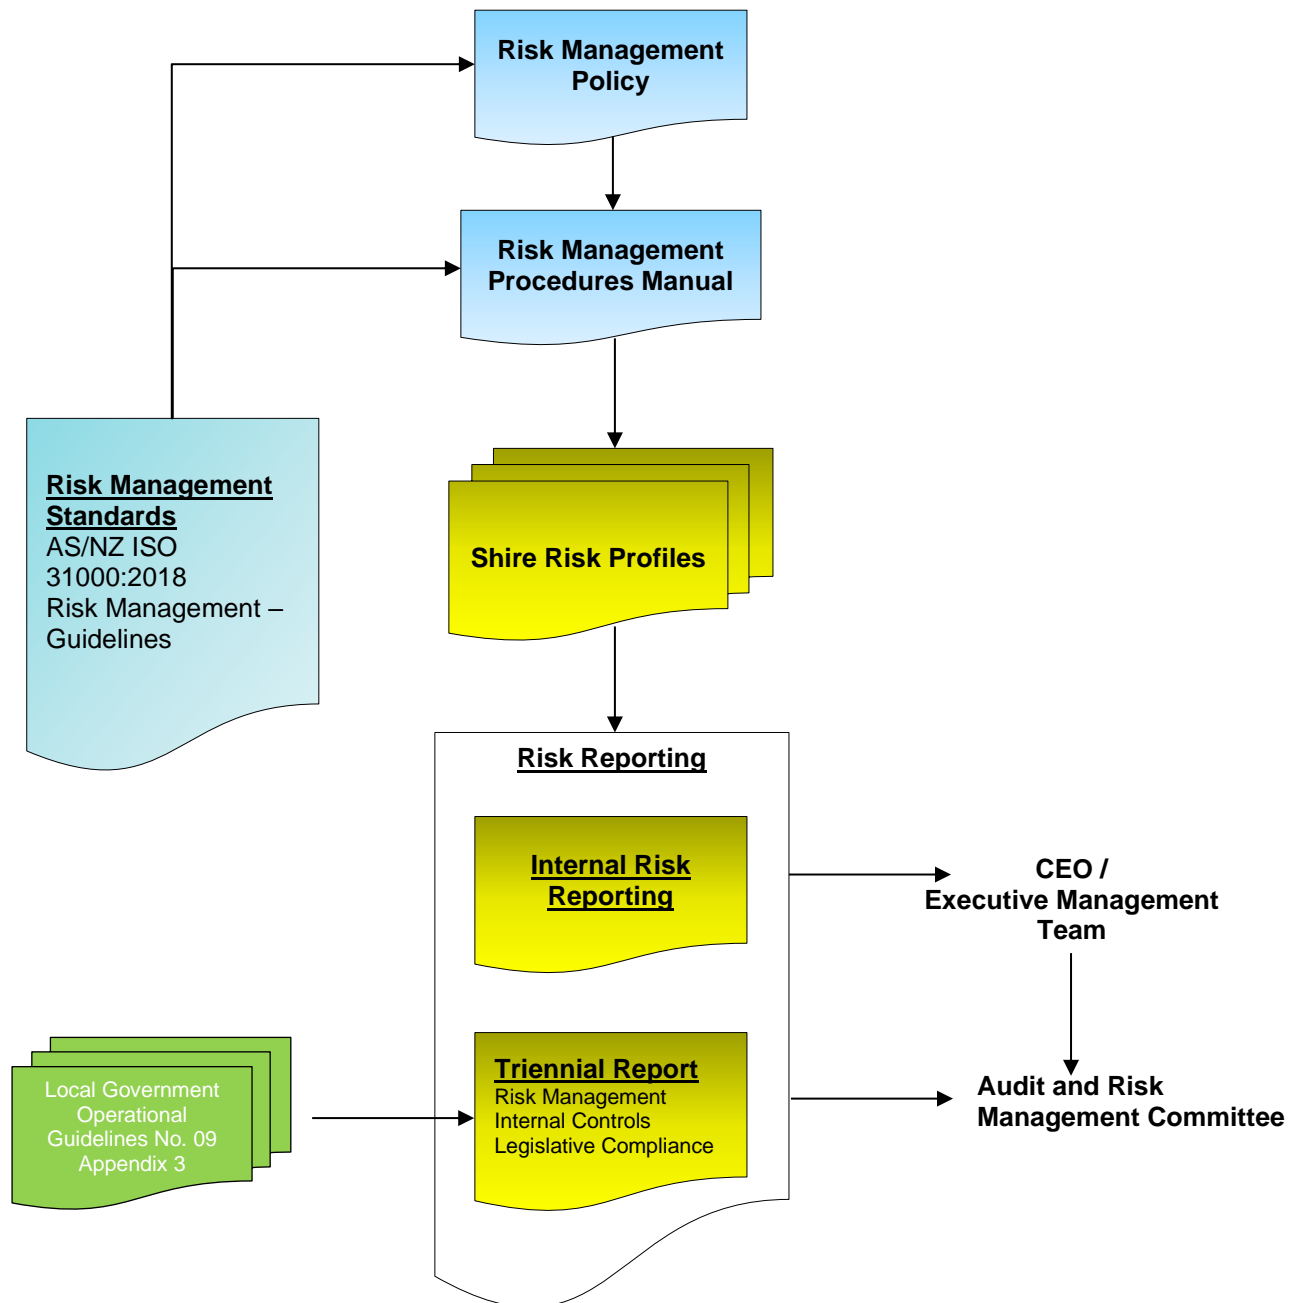 Risk Management
Policy
Risk Management
Procedures Manual
Risk Management
Standards
AS/NZ ISO
31000:2018
Risk Management –
Guidelines
Shire Risk Profiles
Risk Reporting
Internal Risk
Reporting
CEO /
Executive Management
Team
Local Government
Operational
Guidelines No. 09
Appendix 3
Triennial Report
Risk Management
Internal Controls
Legislative Compliance
Audit and Risk
Management Committee